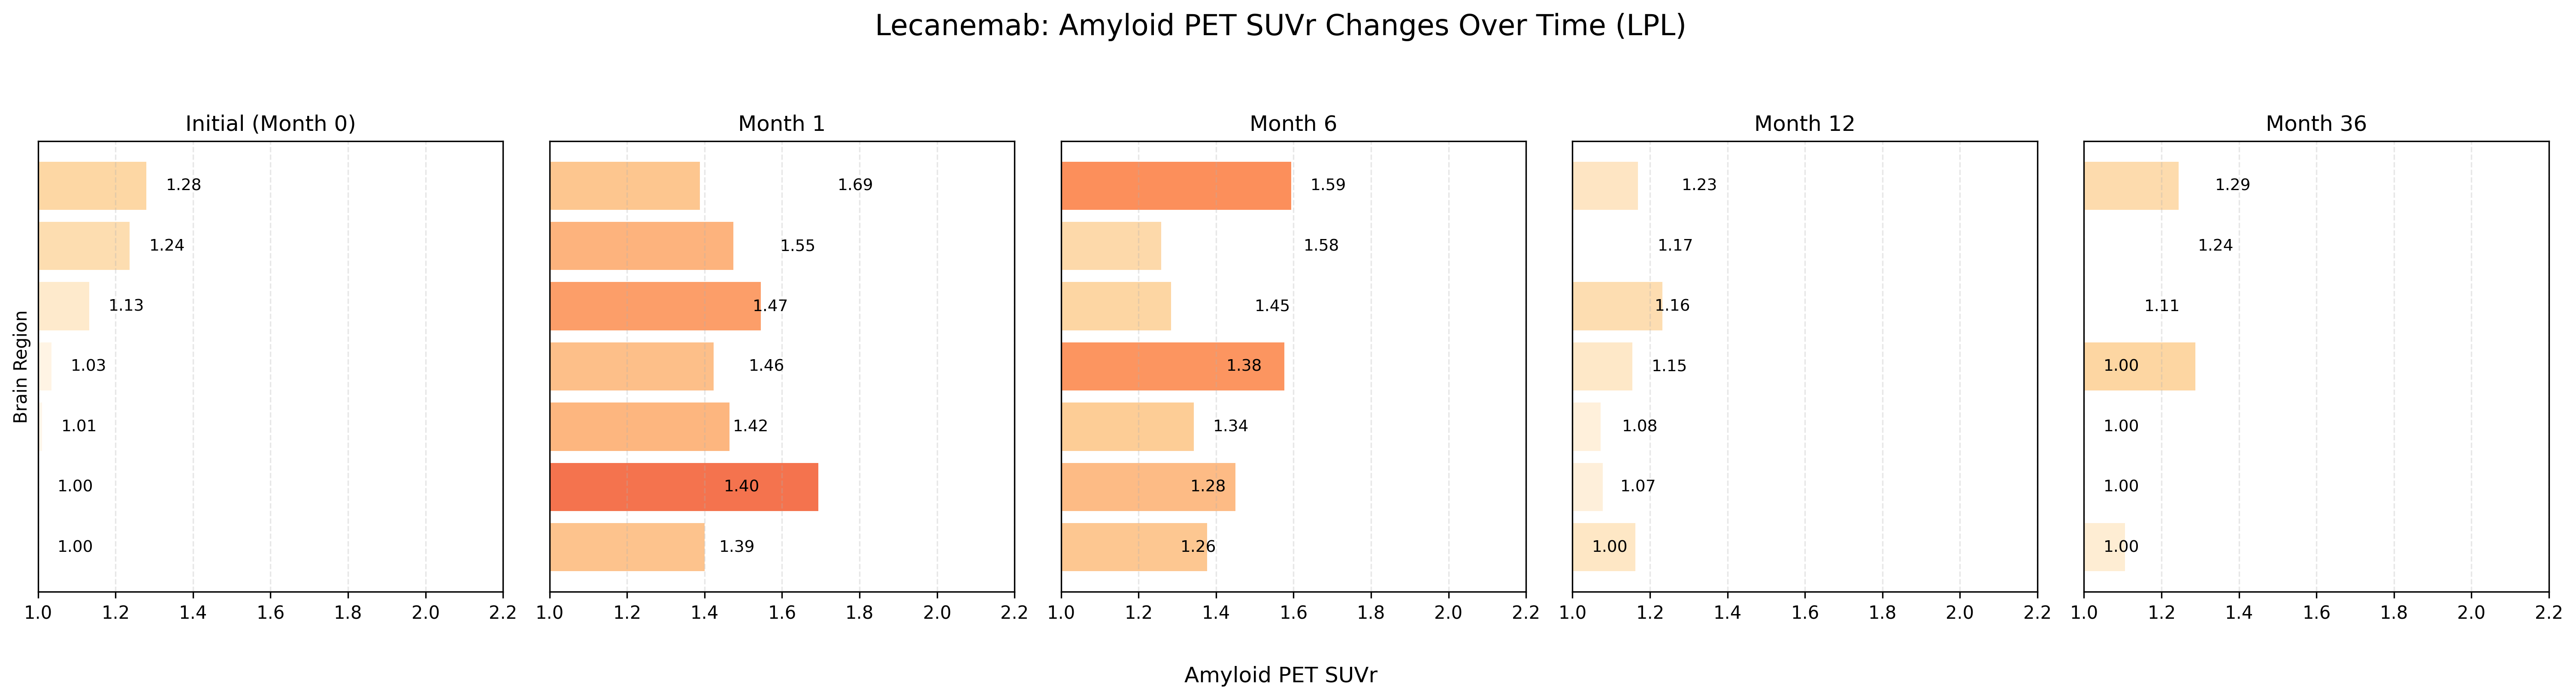 Lecanemab: Amyloid PET SUVr Changes Over Time (LPL)
Initial (Month 0)
1.28
1.24
1.13
1.03
1.01
1.00
1.00
Brain Region
1.0 1.2 1.4 1.6 1.8 2.0 2.2
Month 1
1.69
1.55
1.47
1.46
1.42
1.40
1.39
1.0 1.2 1.4 1.6 1.8 2.0 2.2
Month 6
1.59
1.58
1.45
1.38
1.34
1.28
1.26
1.0 1.2 1.4 1.6 1.8 2.0 2.2
Month 12
1.23
1.17
1.16
1.15
1.08
1.07
1.00
1.0 1.2 1.4 1.6 1.8 2.0 2.2
Month 36
1.29
1.24
1.11
1.00
1.00
1.00
1.00
1.0 1.2 1.4 1.6 1.8 2.0 2.2
Amyloid PET SUVr